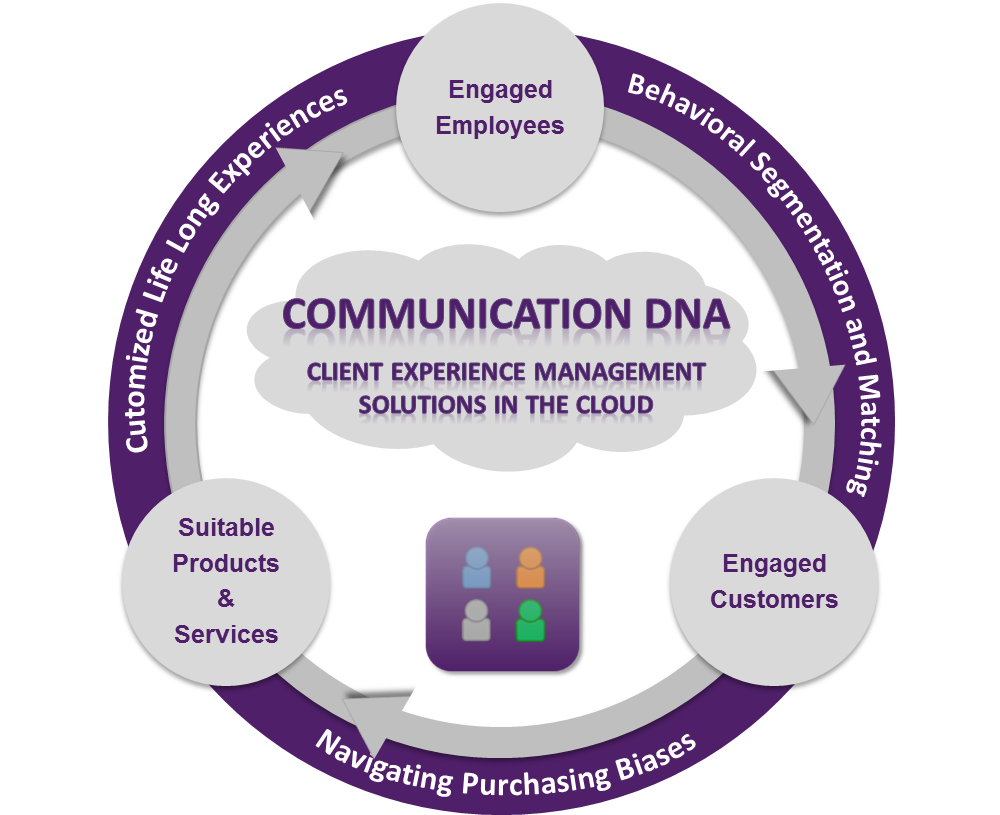 Engaged
Employees
Behavioral Segmentation and Matching
Cutomized Life Long Experiences
COMMUNICATION DNA
CLIENT EXPERIENCE MANAGEMENT
SOLUTIONS IN THE CLOUD
Suitable
Products
&
Services
Engaged
Customers
Navigating Purchasing Biases